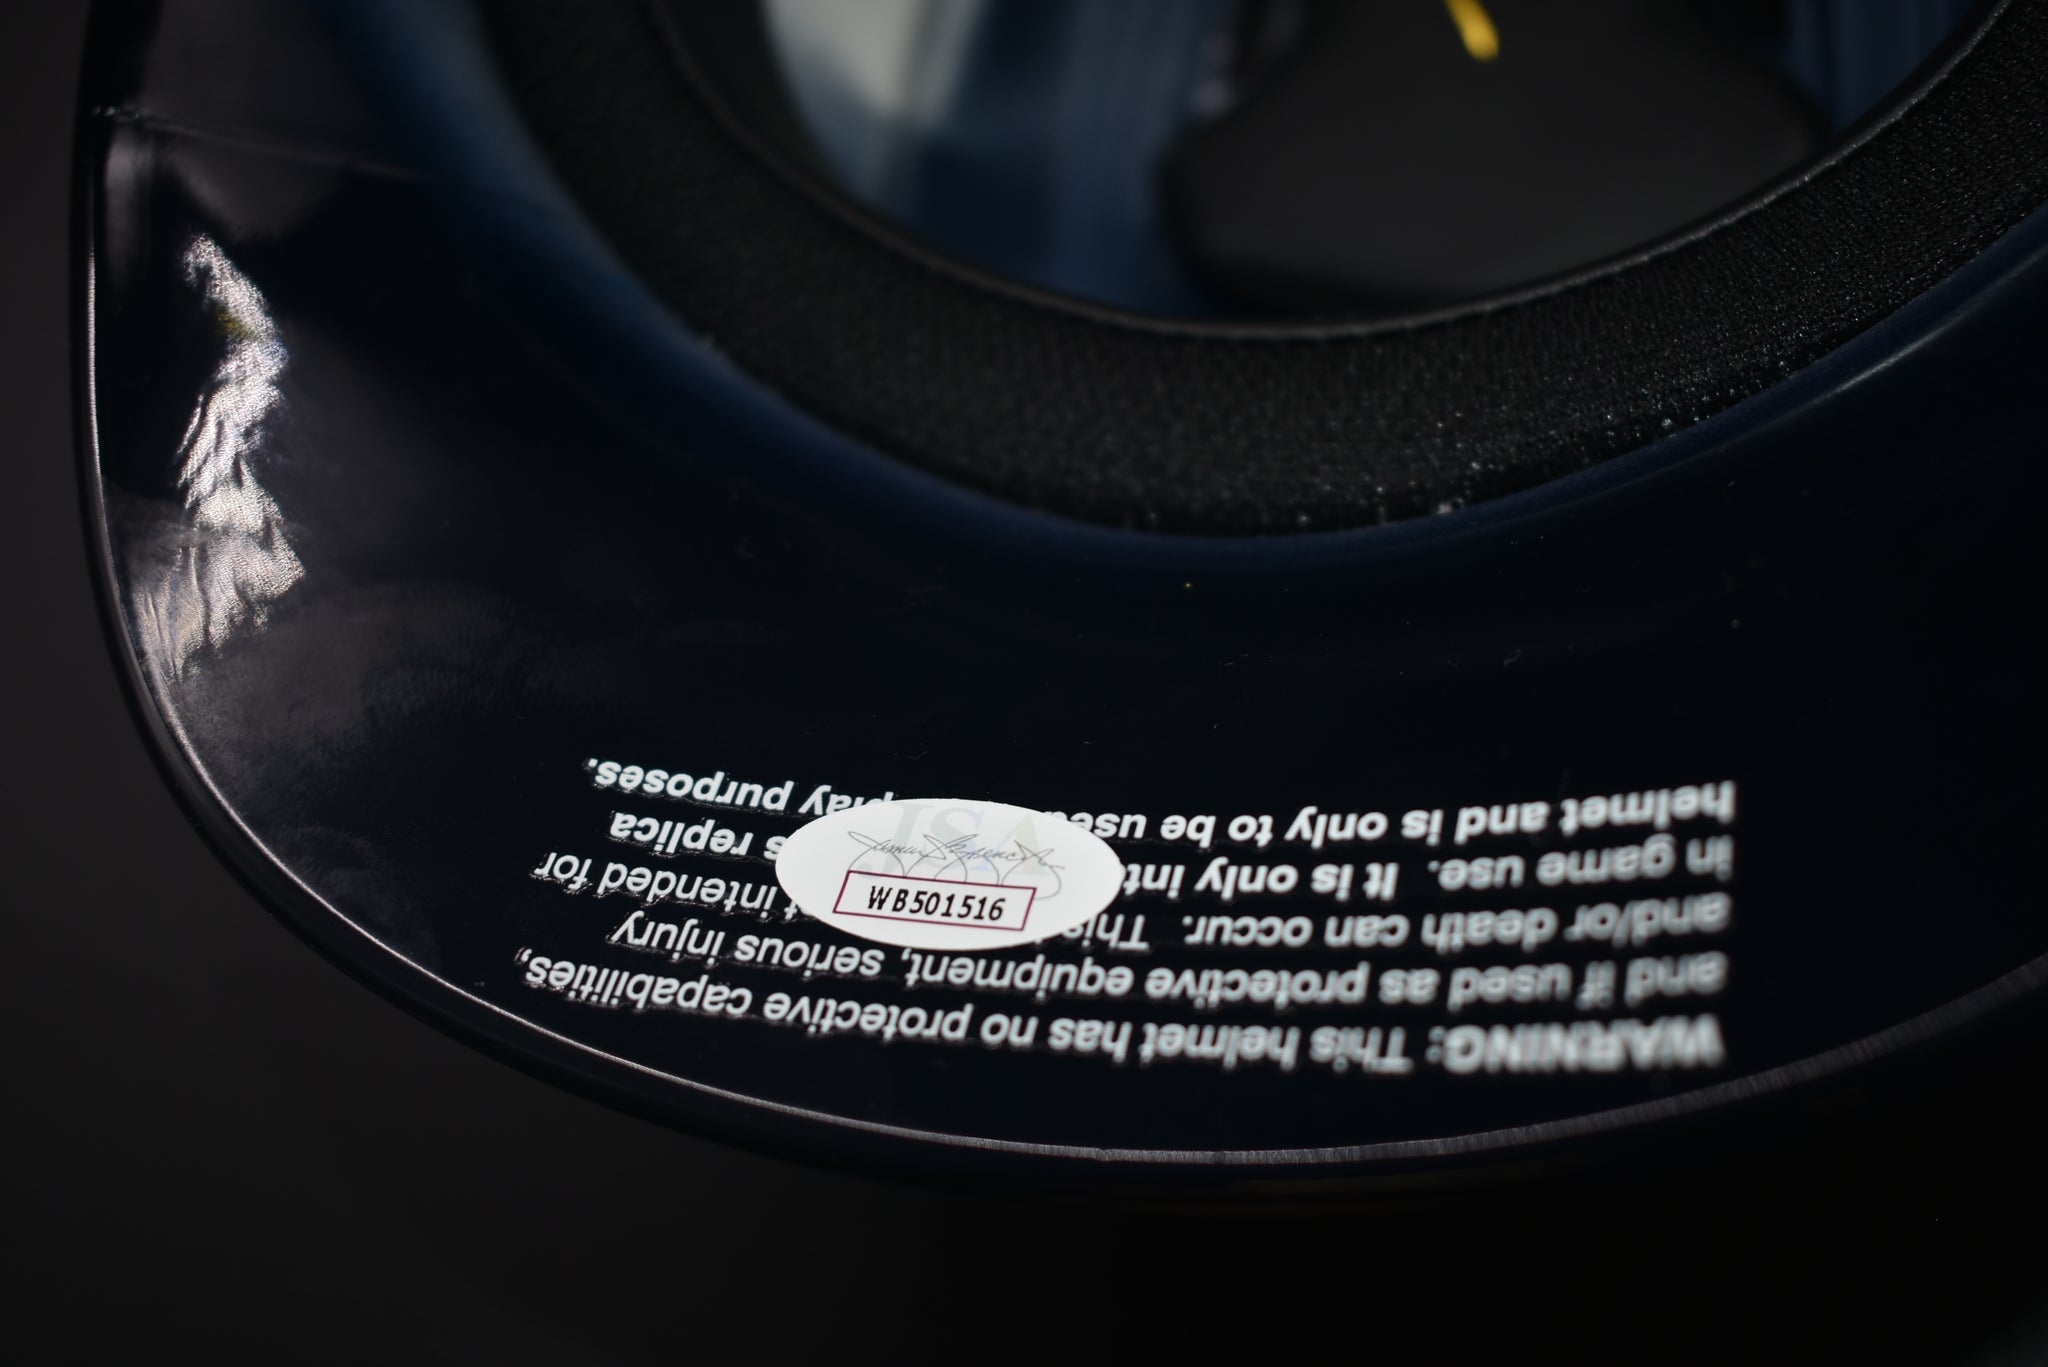 WARNING: This helmet has no protective capabilities,
and if used as protective equipment, serious injury
and/or death can occur. This intended for
in game use. It is only replica
helmet and is only to be used purposes.
JSA
WB501516